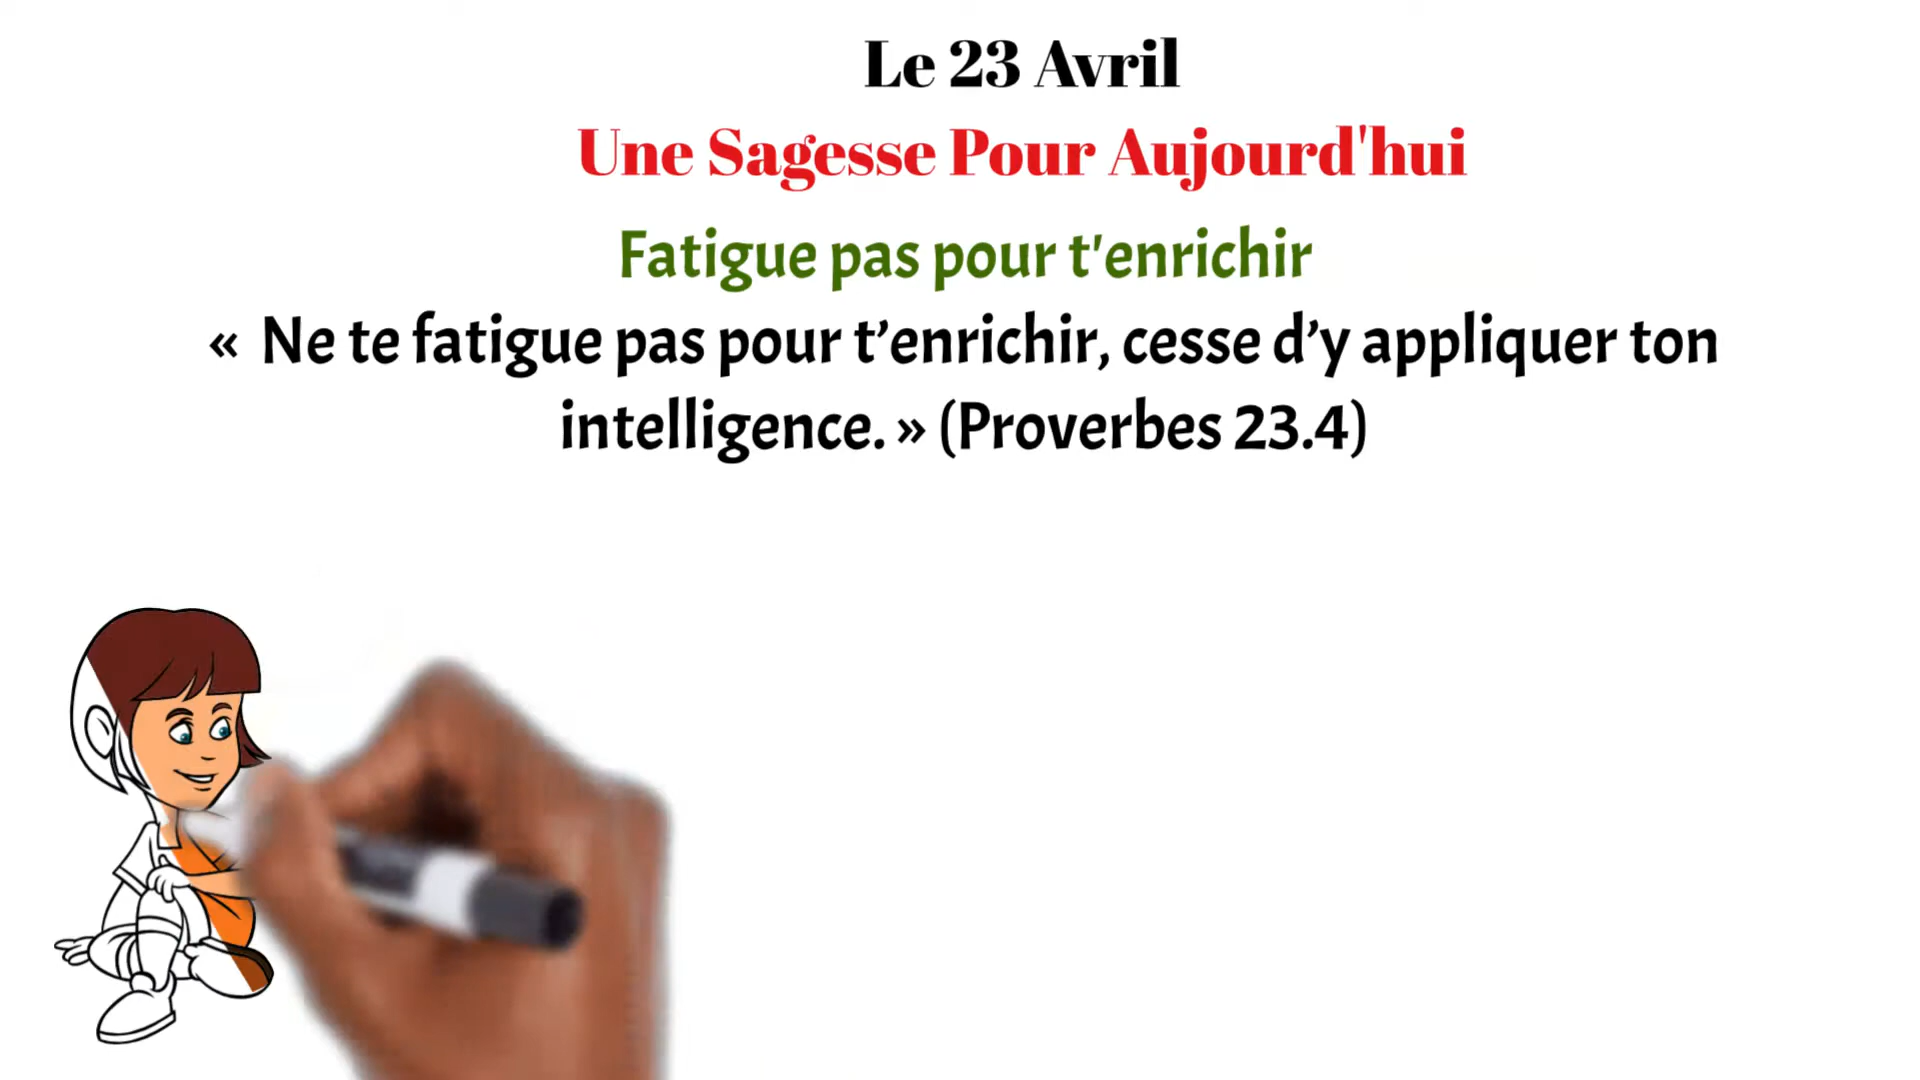 Le 23 Avril
Une Sagesse Pour Aujourd'hui
Fatigue pas pour t'enrichir
« Ne te fatigue pas pour t’enrichir, cesse d’y appliquer ton
intelligence. » (Proverbes 23.4)